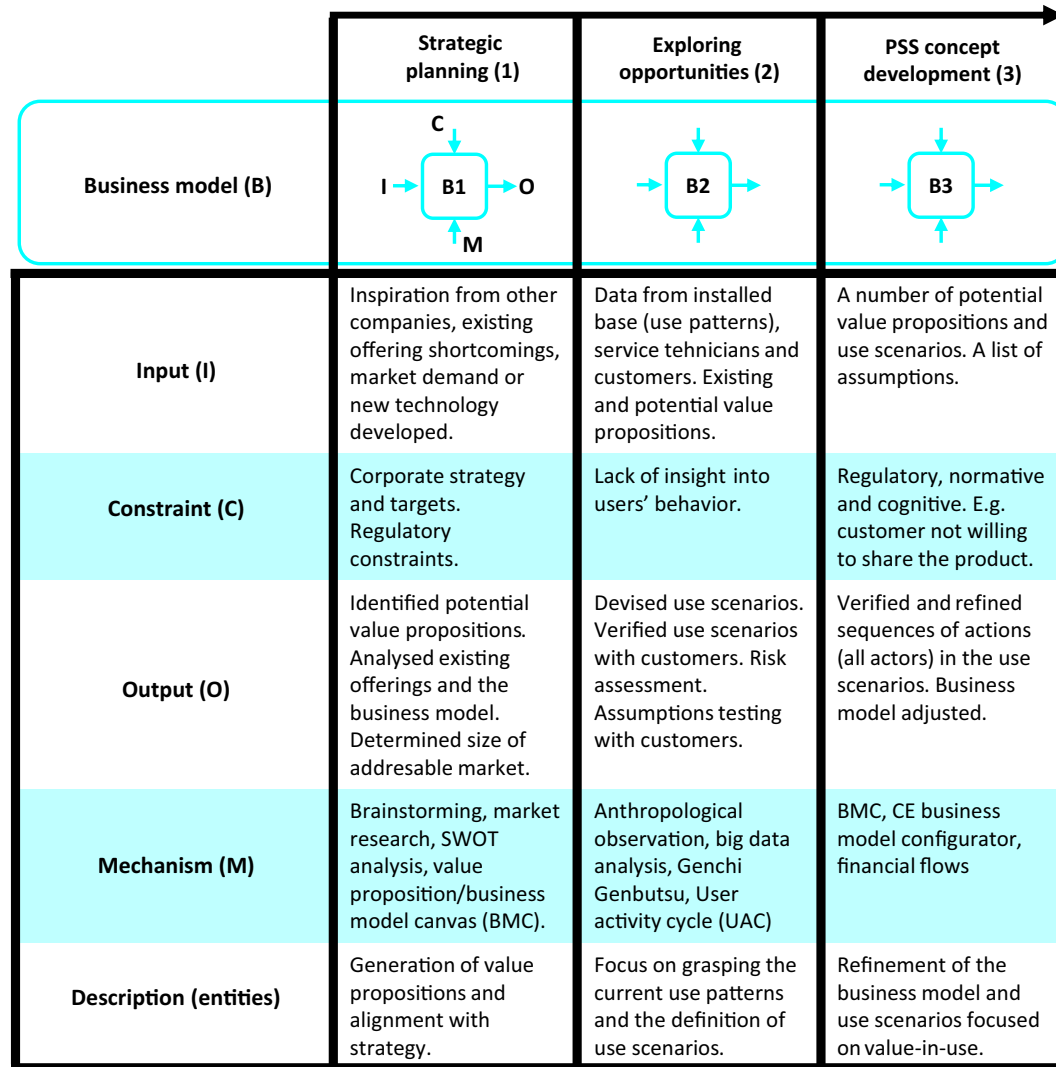 Strategic
planning (1)
Exploring
opportunities (2)
PSS concept
development (3)
Business model (B)
C
I
B1
O
M
B2
B3
Input (I)
Inspiration from other
companies, existing
offering shortcomings,
market demand or
new technology
developed.
Data from installed
base (use patterns),
service tehnicians and
customers. Existing
and potential value
propositions.
A number of potential
value propositions and
use scenarios. A list of
assumptions.
Constraint (C)
Corporate strategy
and targets.
Regulatory
constraints.
Lack of insight into
users’ behavior.
Regulatory, normative
and cognitive. E.g.
customer not willing
to share the product.
Output (O)
Identified potential
value propositions.
Analysed existing
offerings and the
business model.
Determined size of
addresable market.
Devised use scenarios.
Verified use scenarios
with customers. Risk
assessment.
Assumptions testing
with customers.
Verified and refined
sequences of actions
(all actors) in the use
scenarios. Business
model adjusted.
Mechanism (M)
Brainstorming, market
research, SWOT
analysis, value
proposition/business
model canvas (BMC).
Anthropological
observation, big data
analysis, Genchi
Genbutsu, User
activity cycle (UAC)
BMC, CE business
model configurator,
financial flows
Description (entities)
Generation of value
propositions and
alignment with
strategy.
Focus on grasping the
current use patterns
and the definition of
use scenarios.
Refinement of the
business model and
use scenarios focused
on value-in-use.